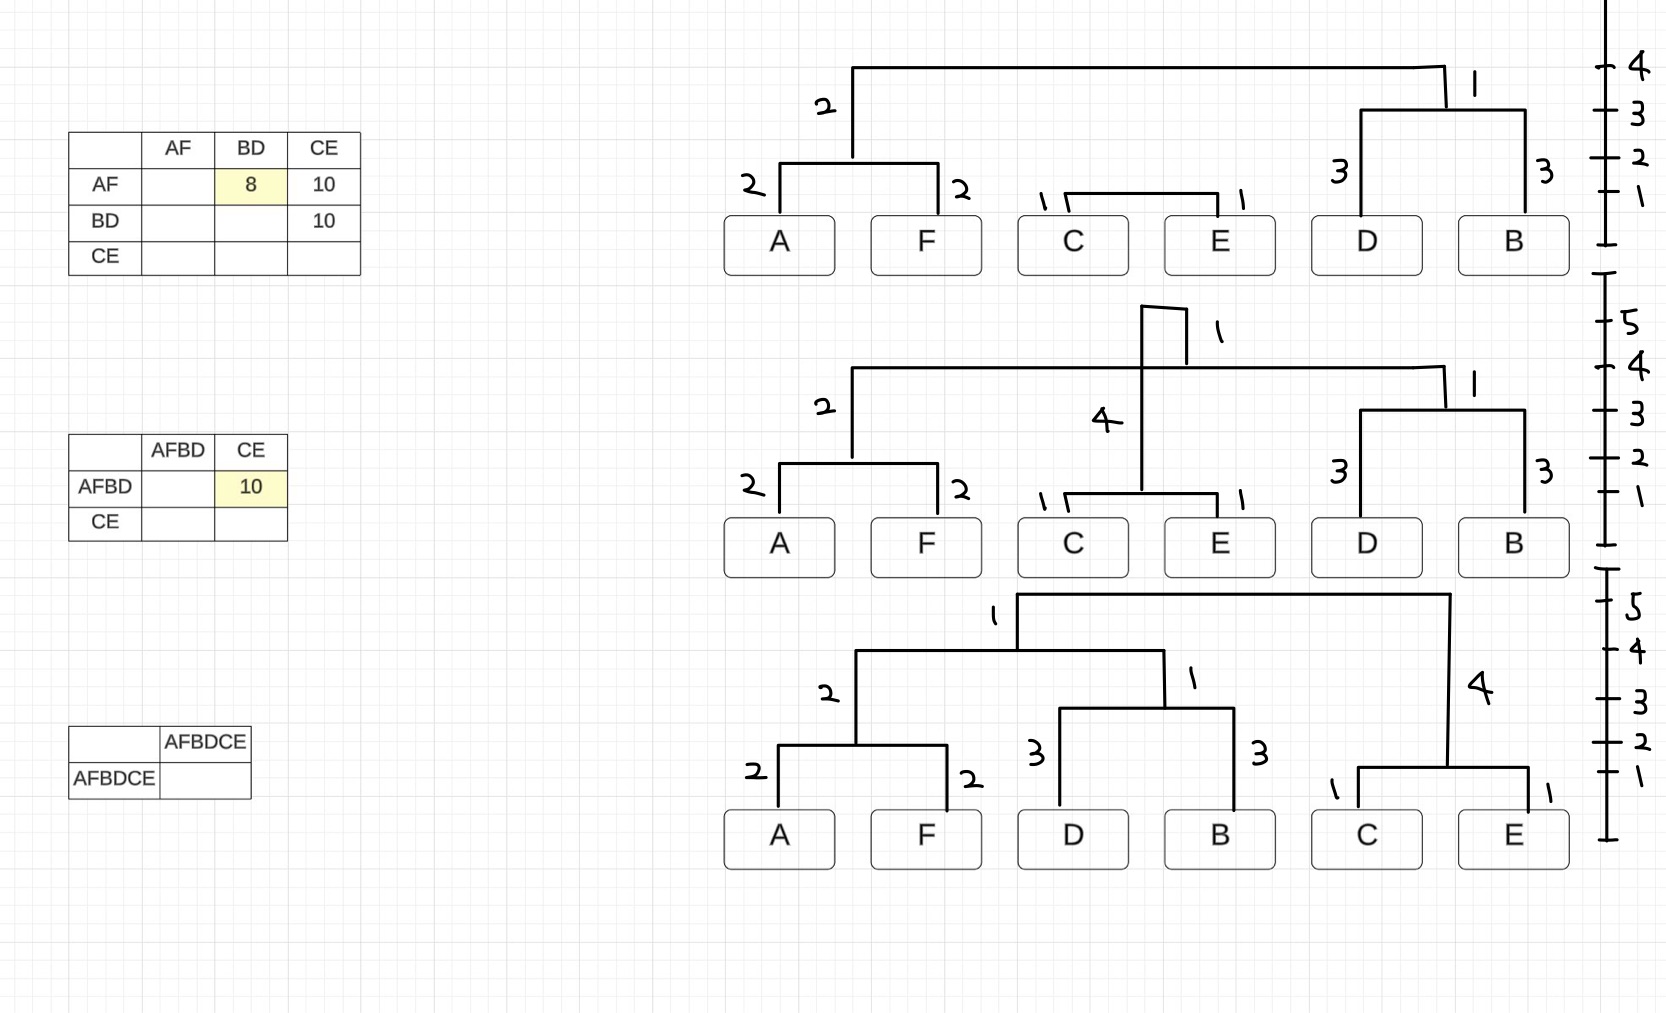 AF BD CE
AF 8 10
BD 10
CE
4
2 1
3
2 2 3 3 2
1 1 1
A F C E D B
5
1
4
2 4 1
3
2 2 3 3 2
1 1 1
A F C E D B
AFBD CE
AFBD 10
CE
5
1
4
2 1 4 3
2
2 2 3 3 1
1 1
A F D B C E
AFBDCE
AFBDCE